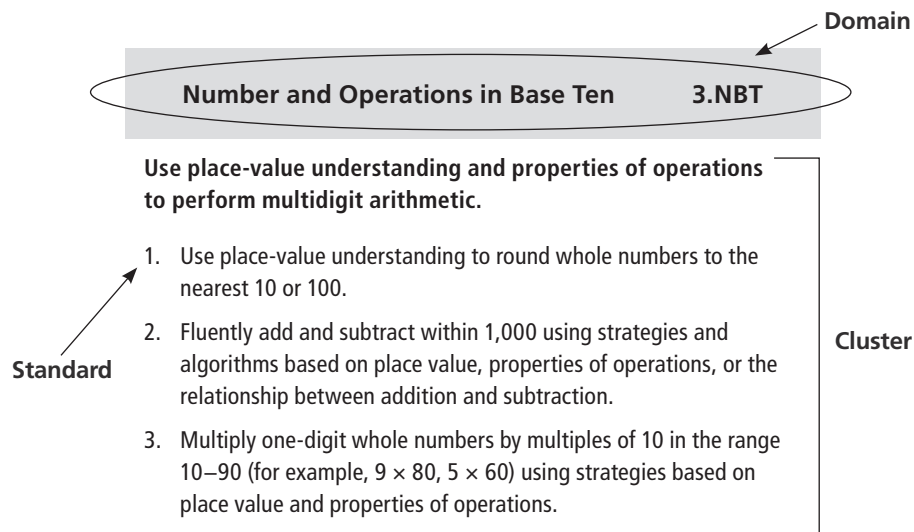 Domain
Number and Operations in Base Ten 3.NBT
Use place-value understanding and properties of operations
to perform multidigit arithmetic.
1. Use place-value understanding to round whole numbers to the
nearest 10 or 100.
2. Fluently add and subtract within 1,000 using strategies and
algorithms based on place value, properties of operations, or the
relationship between addition and subtraction.
3. Multiply one-digit whole numbers by multiples of 10 in the range
10–90 (for example, 9 × 80, 5 × 60) using strategies based on
place value and properties of operations.
Standard
Cluster